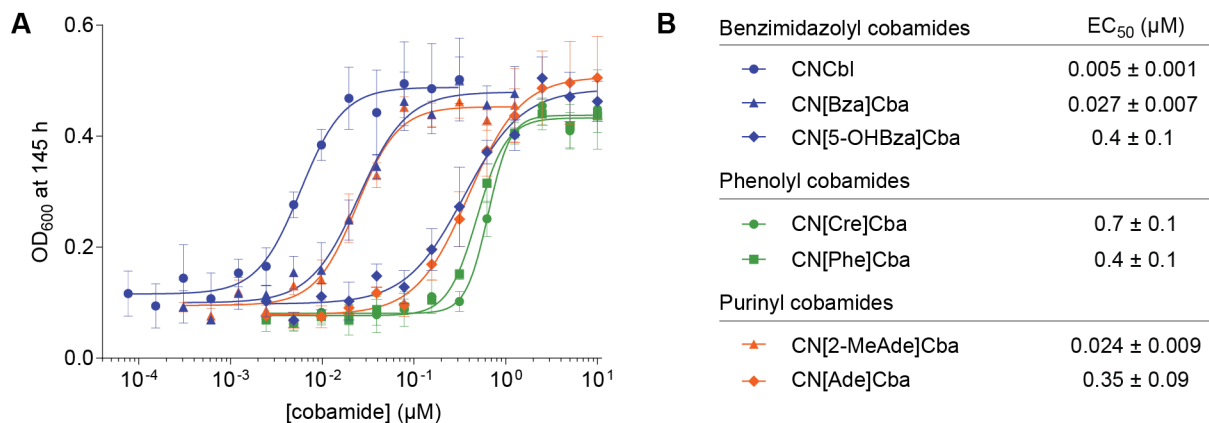 A
OD600 at 145 h
0.6
0.4
0.2
0.0
10-4 10-3 10-2 10-1 100 101
[cobamide] (µM)
B
Benzimidazolyl cobamides EC50 (µM)
CNCbl 0.005 ± 0.001
CN[Bza]Cba 0.027 ± 0.007
CN[5-OHBza]Cba 0.4 ± 0.1
Phenolyl cobamides
CN[Cre]Cba 0.7 ± 0.1
CN[Phe]Cba 0.4 ± 0.1
Purinyl cobamides
CN[2-MeAde]Cba 0.024 ± 0.009
CN[Ade]Cba 0.35 ± 0.09